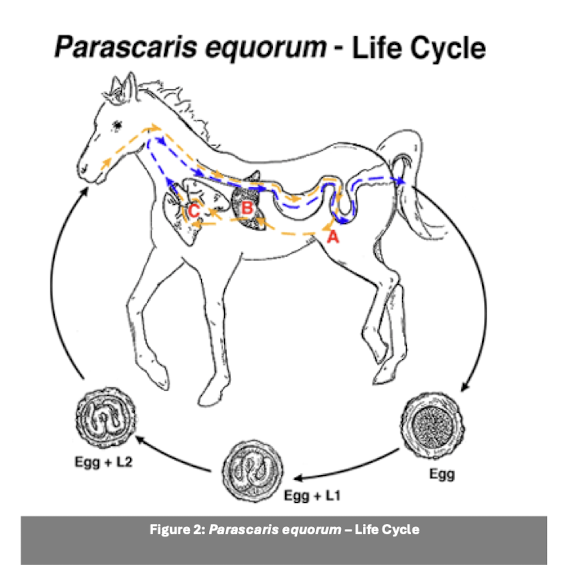 Parascaris equorum - Life Cycle
C
B
A
Egg + L2
Egg + L1
Egg
Figure 2: Parascaris equorum – Life Cycle